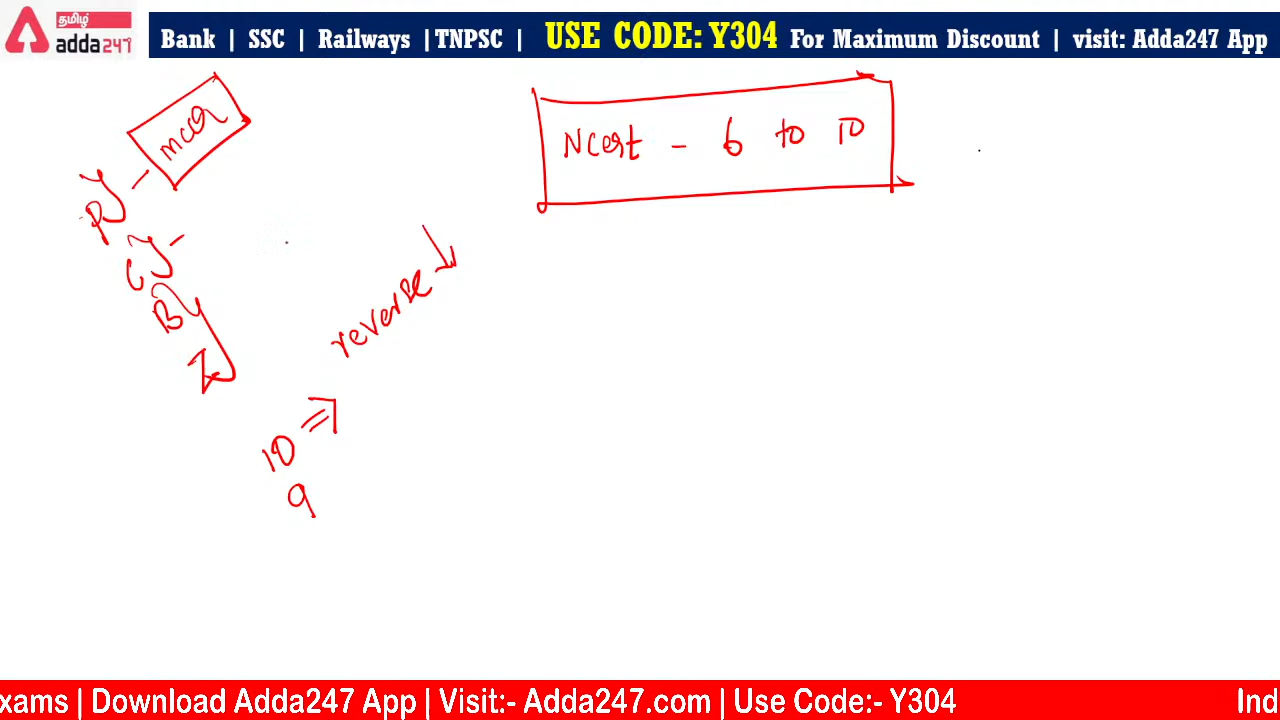 தமிழ்
adda247
Bank | SSC | Railways |TNPSC | USE CODE: Y304 For Maximum Discount | visit: Adda247 App
mcq
Ncert - 6 to 10
Py -
Cy -
By
Z
reverse
10 ⇒
9
xams | Download Adda247 App | Visit:- Adda247.com | Use Code:- Y304 Ind